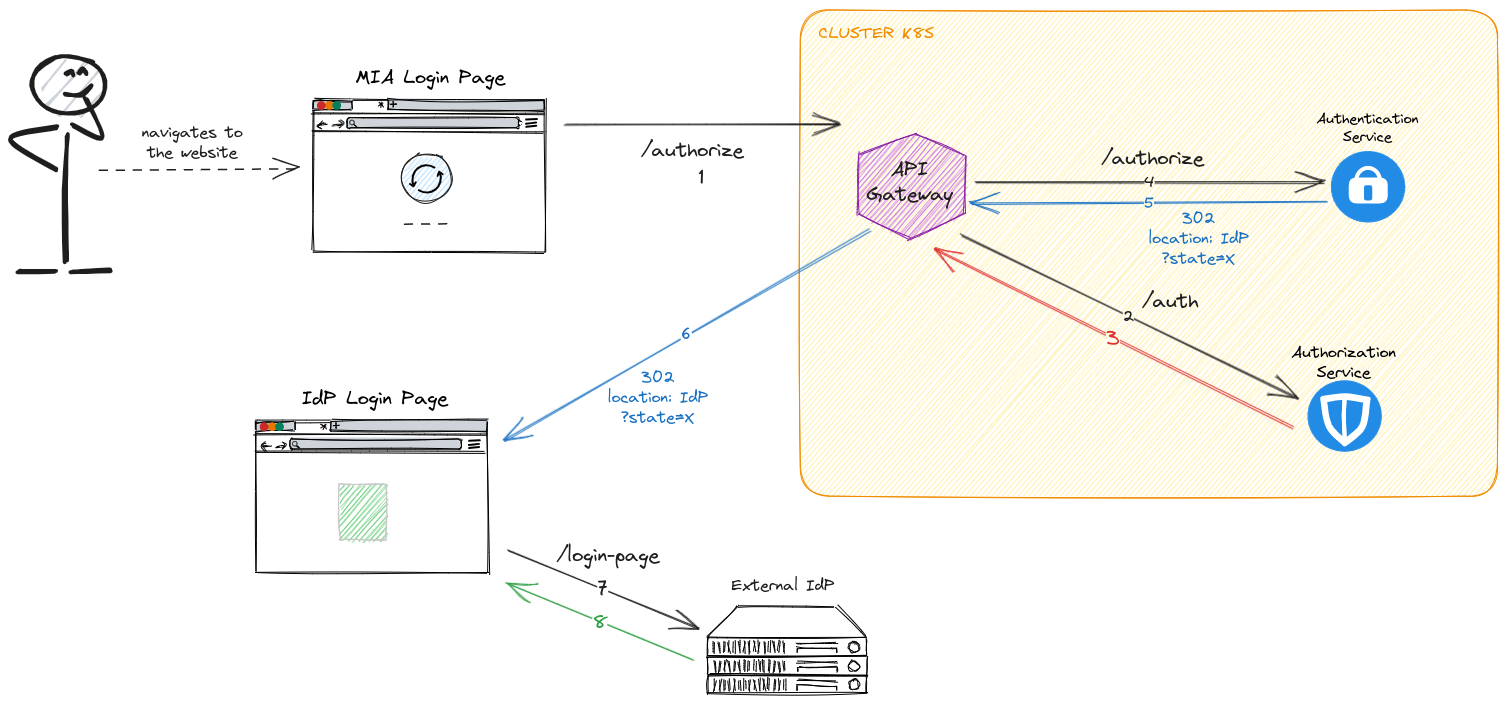 CLUSTER K8S
MIA Login Page
navigates to
the website
/authorize
1
API
Gateway
Authentication
Service
/authorize
4
5
302
location: IdP
?state=X
/auth
2
3
Authorization
Service
6
302
location: IdP
?state=X
IdP Login Page
/login-page
7
8
External IdP